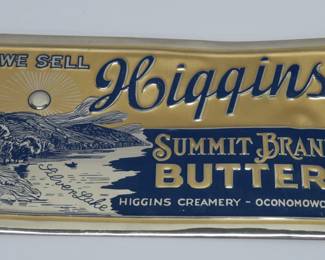 WE SELL
Higgins
SUMMIT BRAN
BUTTER
Silver Lake
HIGGINS CREAMERY - OCONOMOWO